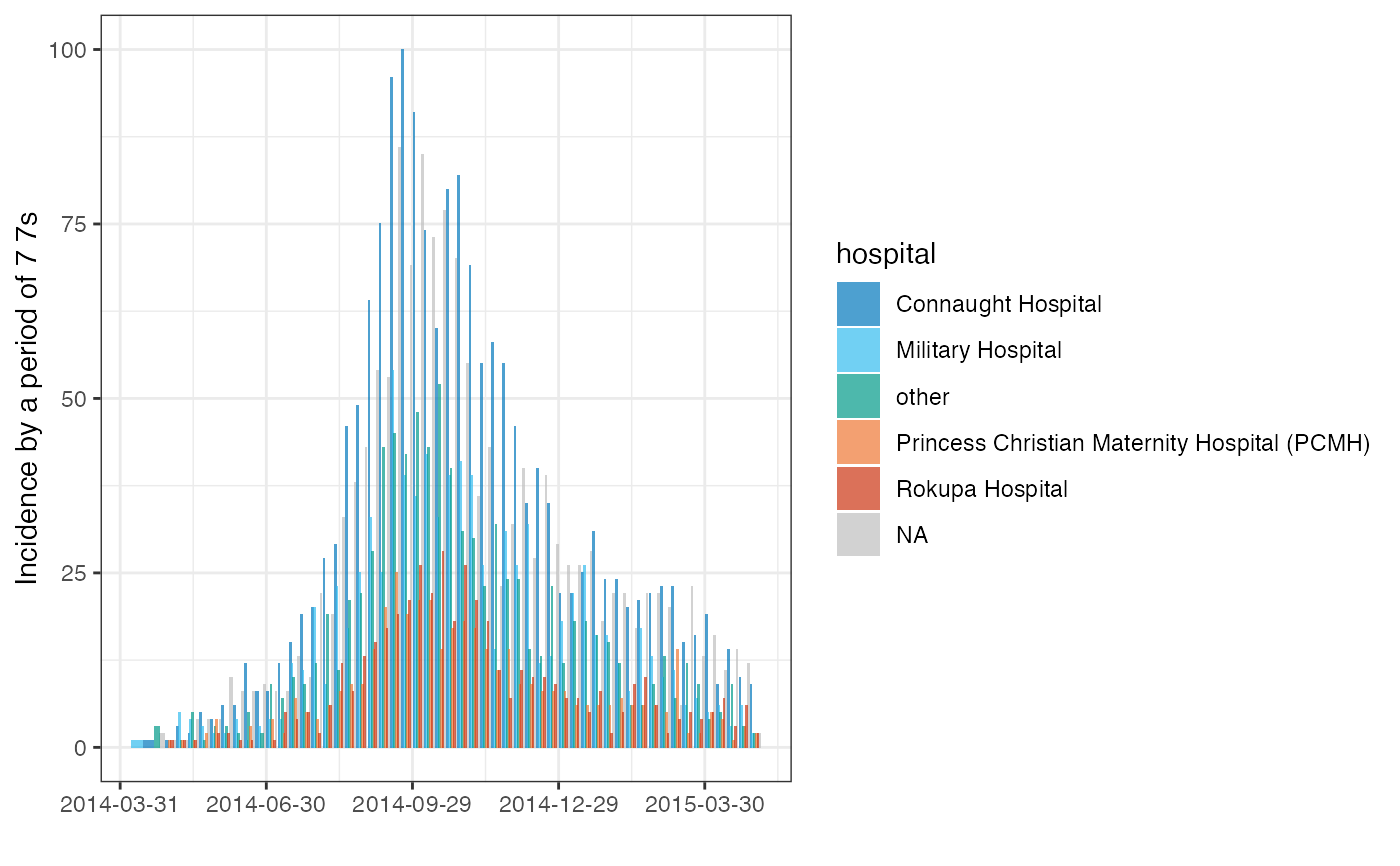 100
75
50
25
0
Incidence by a period of 7 7s
2014-03-31
2014-06-30
2014-09-29
2014-12-29
2015-03-30
hospital
Connaught Hospital
Military Hospital
other
Princess Christian Maternity Hospital (PCMH)
Rokupa Hospital
NA